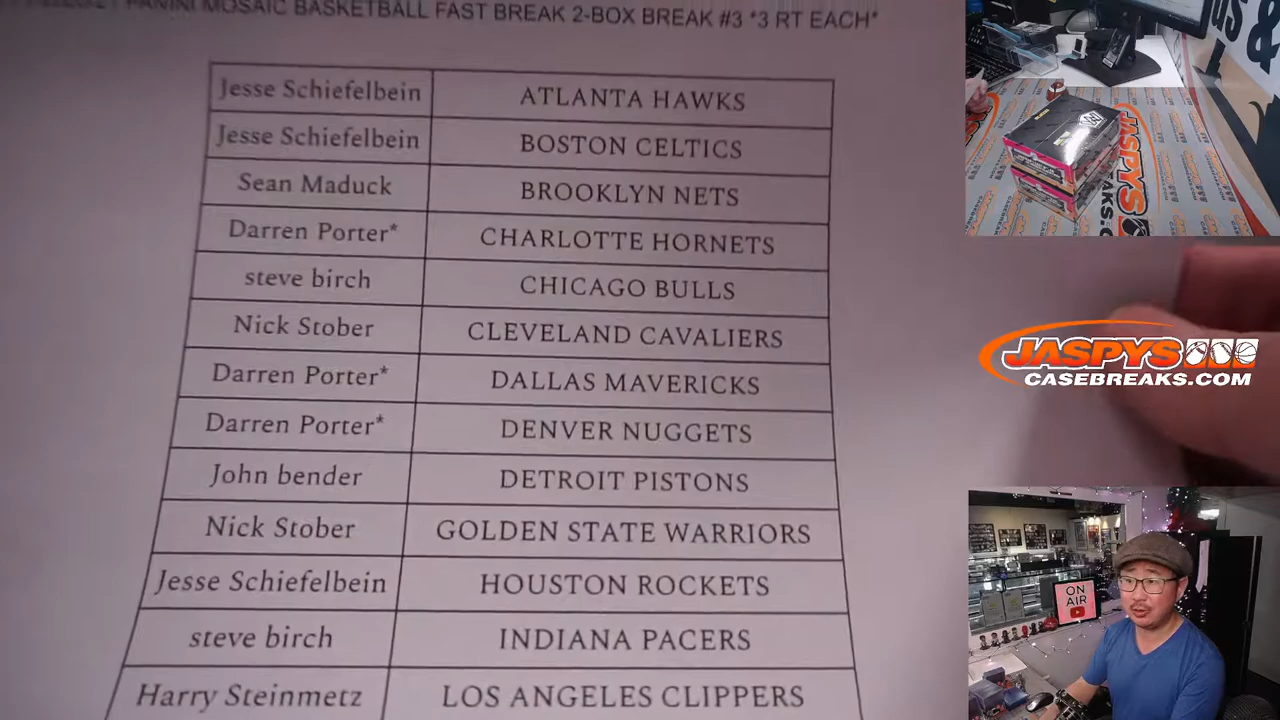 PANINI MOSAIC BASKETBALL FAST BREAK 2-BOX BREAK #3 *3 RT EACH*
Jesse Schiefelbein ATLANTA HAWKS
Jesse Schiefelbein BOSTON CELTICS
Sean Maduck BROOKLYN NETS
Darren Porter* CHARLOTTE HORNETS
steve birch CHICAGO BULLS
Nick Stober CLEVELAND CAVALIERS
Darren Porter* DALLAS MAVERICKS
Darren Porter* DENVER NUGGETS
John bender DETROIT PISTONS
Nick Stober GOLDEN STATE WARRIORS
Jesse Schiefelbein HOUSTON ROCKETS
steve birch INDIANA PACERS
Harry Steinmetz LOS ANGELES CLIPPERS
JASPYS
JASPYS
CASEBREAKS.COM
ON
AIR